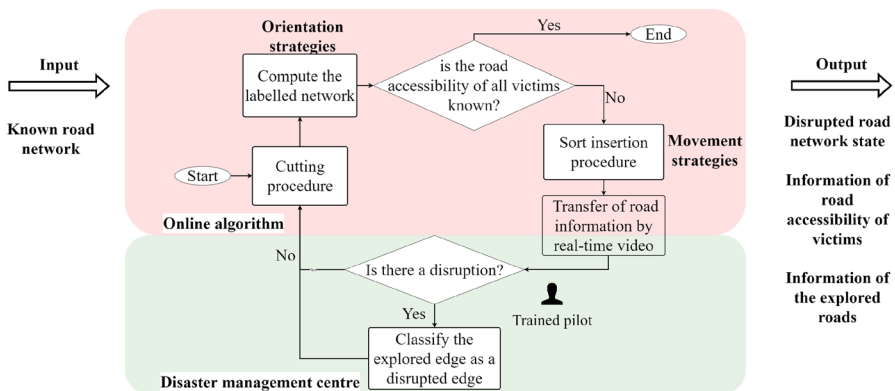 Input
Known road
network
Orientation
strategies
Compute the
labelled network
Start
Cutting
procedure
Online algorithm
is the road
accessibility of all victims
known?
Yes
End
No
Sort insertion
procedure
Movement
strategies
Transfer of road
information by
real-time video
Is there a disruption?
No
Yes
Trained pilot
Classify the
explored edge as a
disrupted edge
Disaster management centre
Output
Disrupted road
network state
Information of
road
accessibility of
victims
Information of
the explored
roads